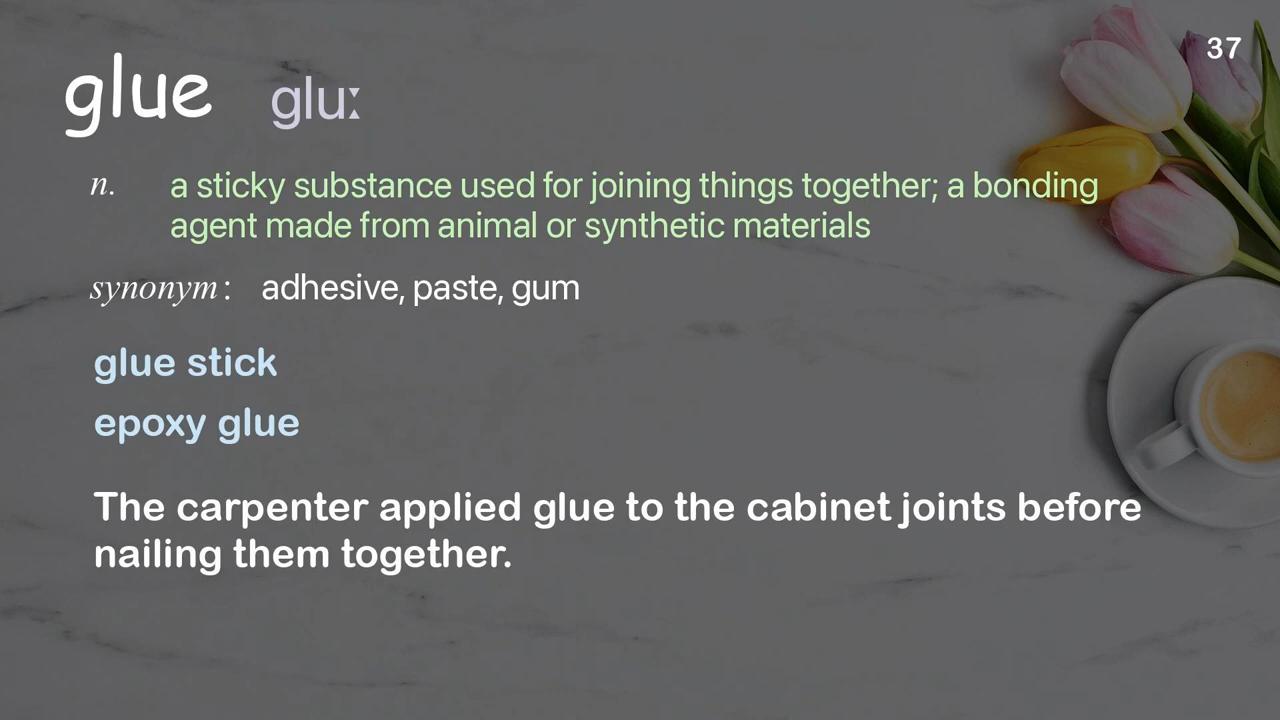 37
glue gluː
n. a sticky substance used for joining things together; a bonding
agent made from animal or synthetic materials
synonym : adhesive, paste, gum
glue stick
epoxy glue
The carpenter applied glue to the cabinet joints before
nailing them together.